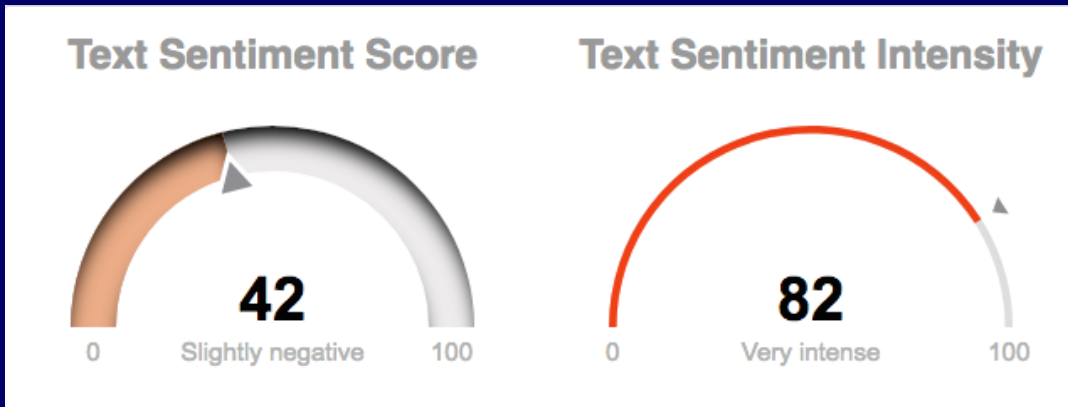 Text Sentiment Score
42
0 Slightly negative 100
Text Sentiment Intensity
82
0 Very intense 100